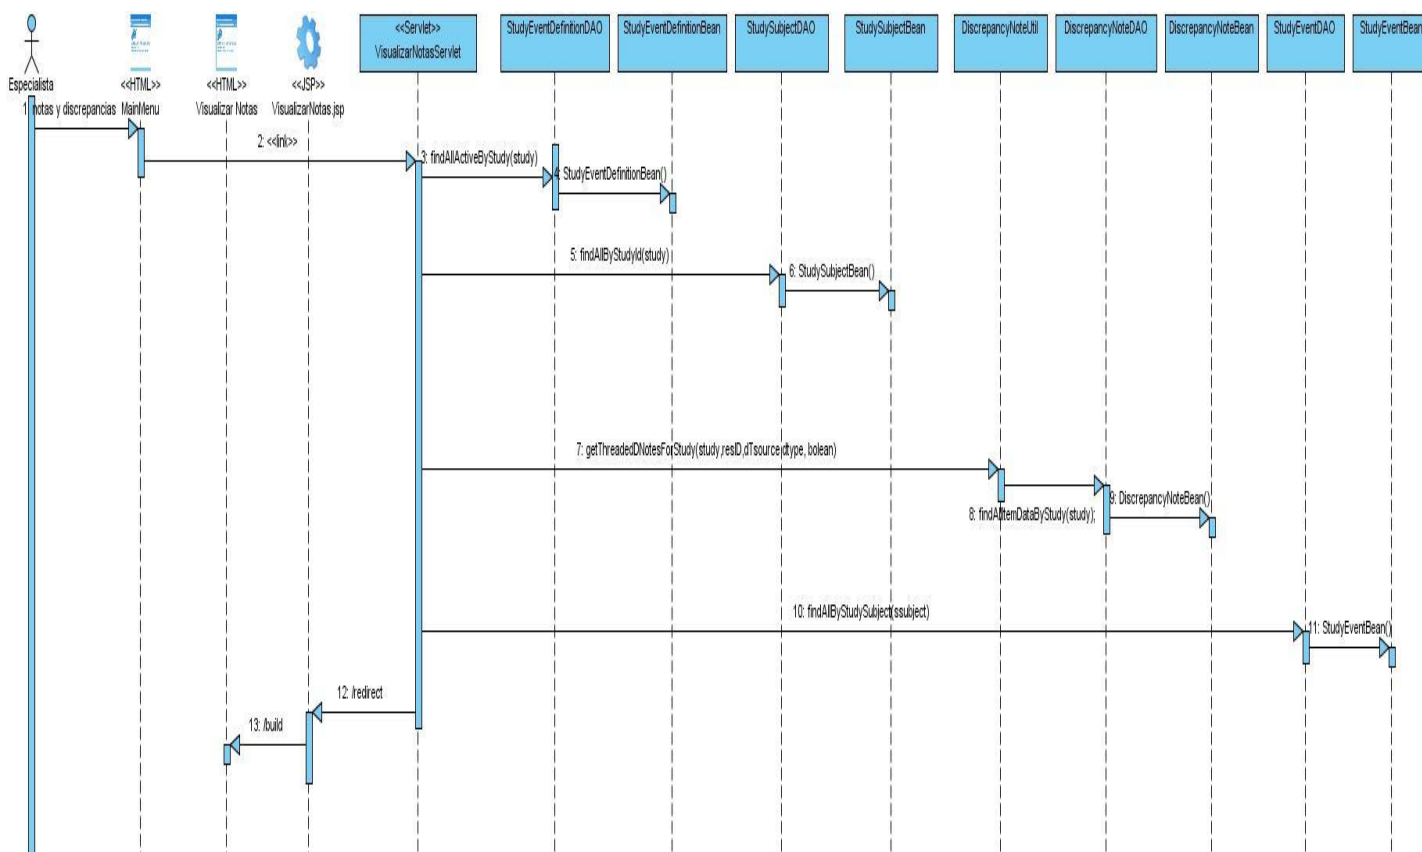 <<Servlet>>
VisualizarNotasServlet
StudyEventDefinitionDAO
StudyEventDefinitionBean
StudySubjectDAO
StudySubjectBean
DiscrepancyNoteUtil
DiscrepancyNoteDAO
DiscrepancyNoteBean
StudyEventDAO
StudyEventBean
Especialista
<<HTML>>
MainMenu
<<HTML>>
Visualizar Notas
<<JSP>>
VisualizarNotas.jsp
1: notas y discrepancias
2: <<link>>
3: findAllActiveByStudy(study)
4: StudyEventDefinitionBean()
5: findAllByStudyId(study)
6: StudySubjectBean()
7: getThreadedDNotesForStudy(study,resID,dTsource,dtype, bolean)
8: findAllItemDataByStudy(study);
9: DiscrepancyNoteBean()
10: findAllByStudySubject(ssubject)
11: StudyEventBean()
12: /redirect
13: /build